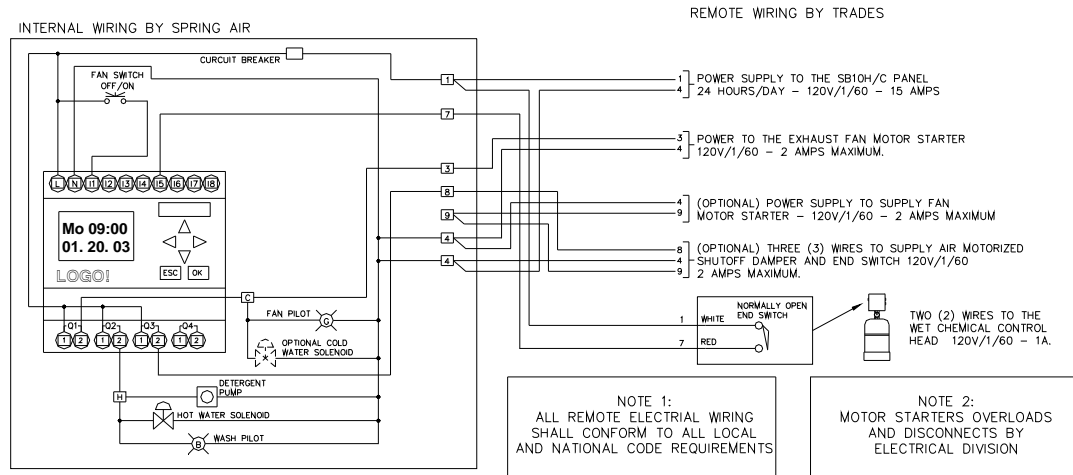 REMOTE WIRING BY TRADES
INTERNAL WIRING BY SPRING AIR
CURCUIT BREAKER
FAN SWITCH
OFF/ON
1
7
3
8
9
4
4
L N I1 I2 I3 I4 I5 I6 I7 I8
Mo 09:00
01. 20. 03
LOGO!
ESC OK
Q1 Q2 Q3 Q4
1 2 1 2 1 2 1 2
C
FAN PILOT
G
OPTIONAL COLD
WATER SOLENOID
H
DETERGENT
PUMP
HOT WATER SOLENOID
B
WASH PILOT
1
4
POWER SUPPLY TO THE SB10H/C PANEL
24 HOURS/DAY – 120V/1/60 – 15 AMPS
3
4
POWER TO THE EXHAUST FAN MOTOR STARTER
120V/1/60 – 2 AMPS MAXIMUM.
4
9
(OPTIONAL) POWER SUPPLY TO SUPPLY FAN
MOTOR STARTER – 120V/1/60 – 2 AMPS MAXIMUM
8
4
9
(OPTIONAL) THREE (3) WIRES TO SUPPLY AIR MOTORIZED
SHUTOFF DAMPER AND END SWITCH 120V/1/60
2 AMPS MAXIMUM.
NORMALLY OPEN
END SWITCH
1 WHITE
7 RED
TWO (2) WIRES TO THE
WET CHEMICAL CONTROL
HEAD 120V/1/60 – 1A.
NOTE 1:
ALL REMOTE ELECTRIAL WIRING
SHALL CONFORM TO ALL LOCAL
AND NATIONAL CODE REQUIREMENTS
NOTE 2:
MOTOR STARTERS OVERLOADS
AND DISCONNECTS BY
ELECTRICAL DIVISION